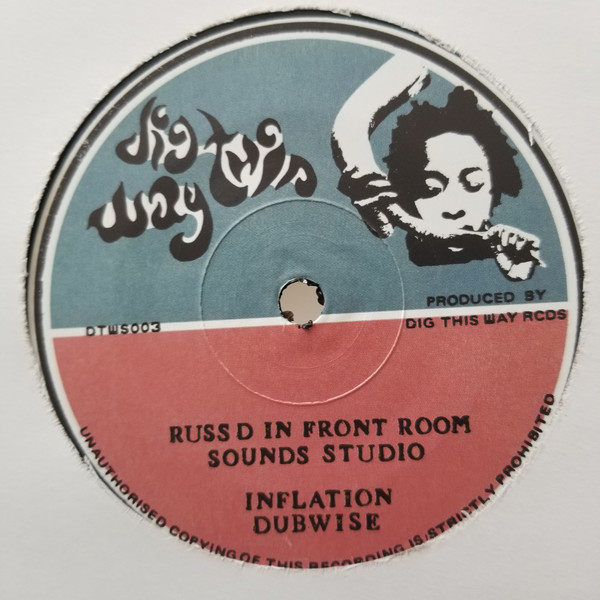 dig this
way
DTWS003
PRODUCED BY
DIG THIS WAY RCDS
RUSS D IN FRONT ROOM
SOUNDS STUDIO
INFLATION
DUBWISE
UNAUTHORISED COPYING OF THIS RECORDING IS STRICTLY PROHIBITED